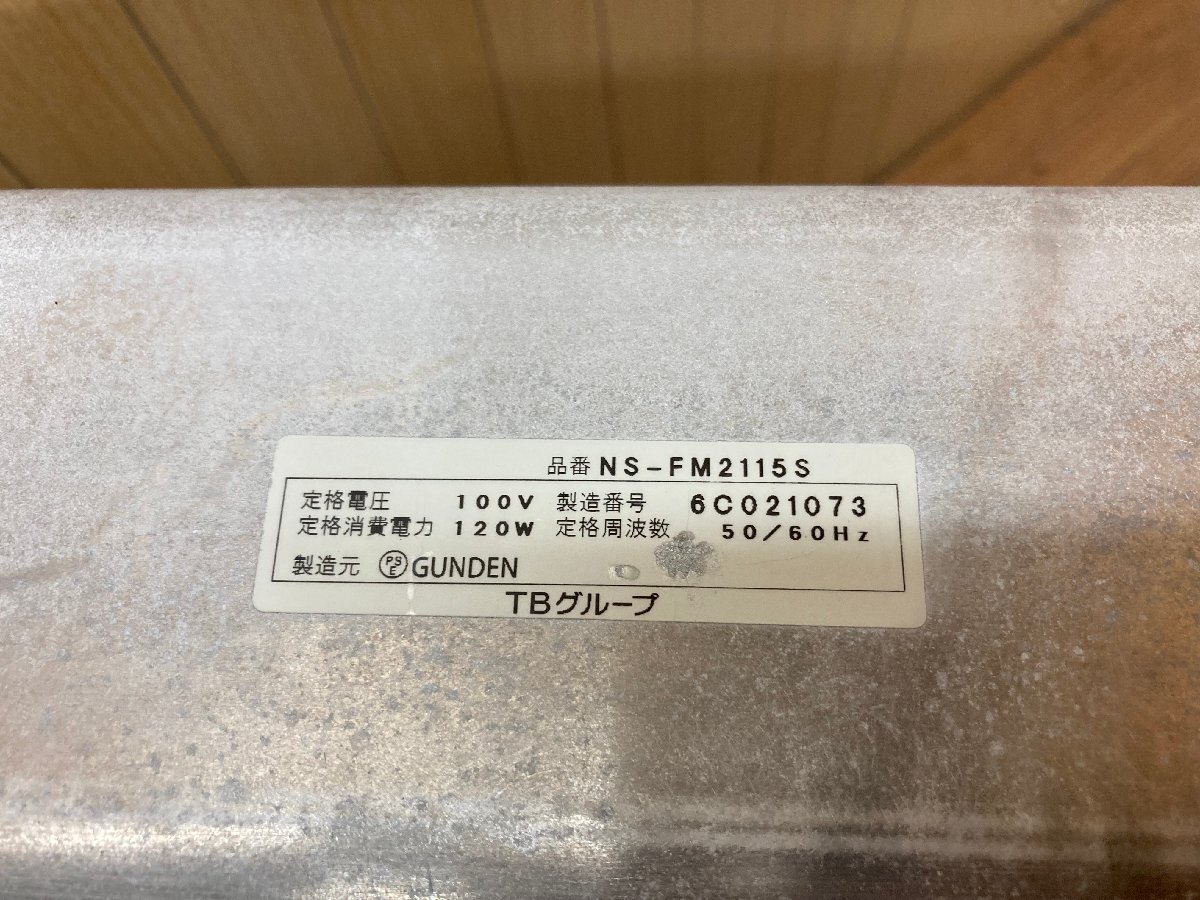 品番 NS-FM2115S
定格電圧 100V 製造番号 6C021073
定格消費電力 120W 定格周波数 50/60Hz
製造元 PSE GUNDEN
TBグループ